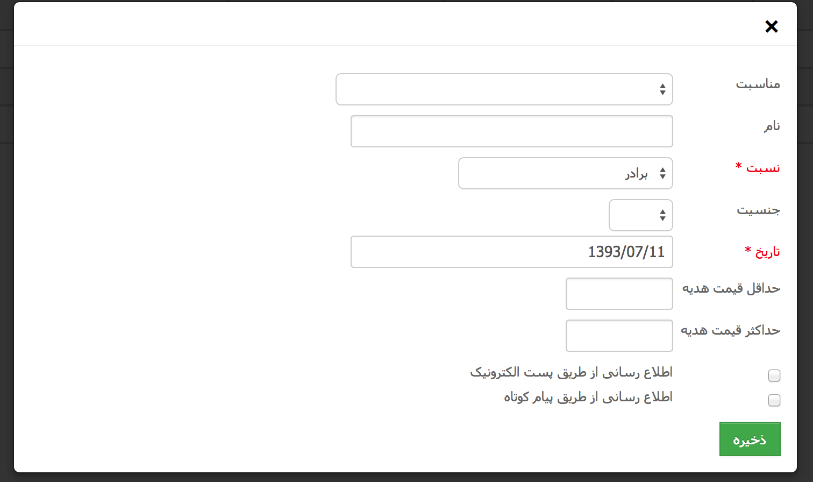 ×
مناسبت
نام
نسبت * برادر
جنسیت
تاریخ * 1393/07/11
حداقل قیمت هدیه
حداکثر قیمت هدیه
اطلاع رسانی از طریق پست الکترونیک
اطلاع رسانی از طریق پیام کوتاه
ذخیره